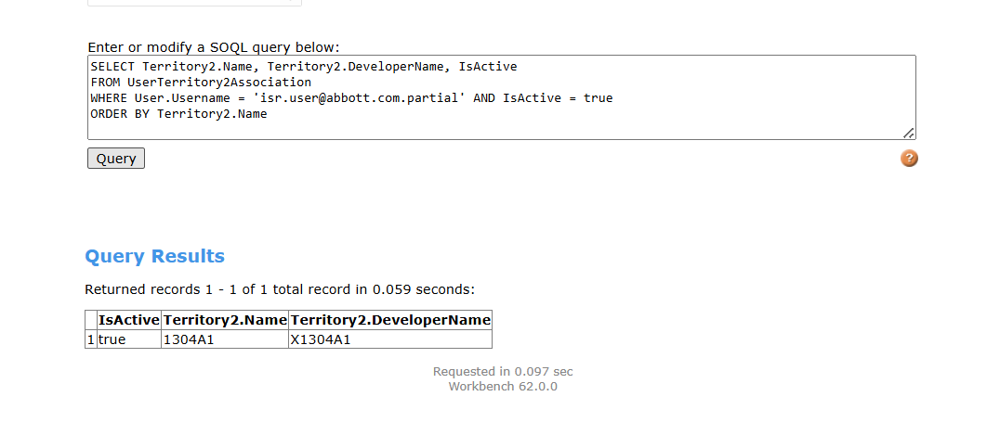 Enter or modify a SOQL query below:
SELECT Territory2.Name, Territory2.DeveloperName, IsActive
FROM UserTerritory2Association
WHERE User.Username = 'isr.user@abbott.com.partial' AND IsActive = true
ORDER BY Territory2.Name
Query
?
Query Results
Returned records 1 - 1 of 1 total record in 0.059 seconds:
IsActive Territory2.Name Territory2.DeveloperName
1 true 1304A1 X1304A1
Requested in 0.097 sec
Workbench 62.0.0